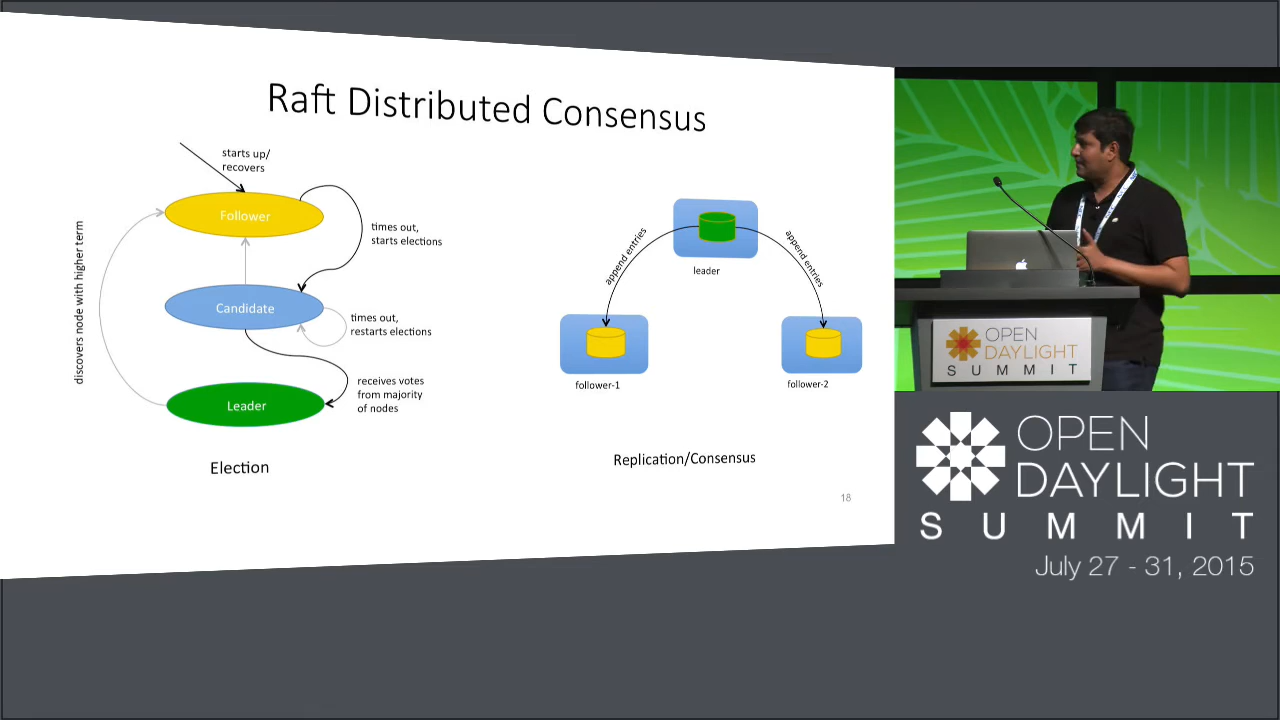 Raft Distributed Consensus
starts up/
recovers
Follower
times out,
starts elections
discovers node with higher term
Candidate
times out,
restarts elections
receives votes
from majority
of nodes
Leader
Election
append entries
append entries
leader
follower-1
follower-2
Replication/Consensus
18
OPEN
DAYLIGHT
SUMMIT
OPEN
DAYLIGHT
SUMMIT
July 27 - 31, 2015